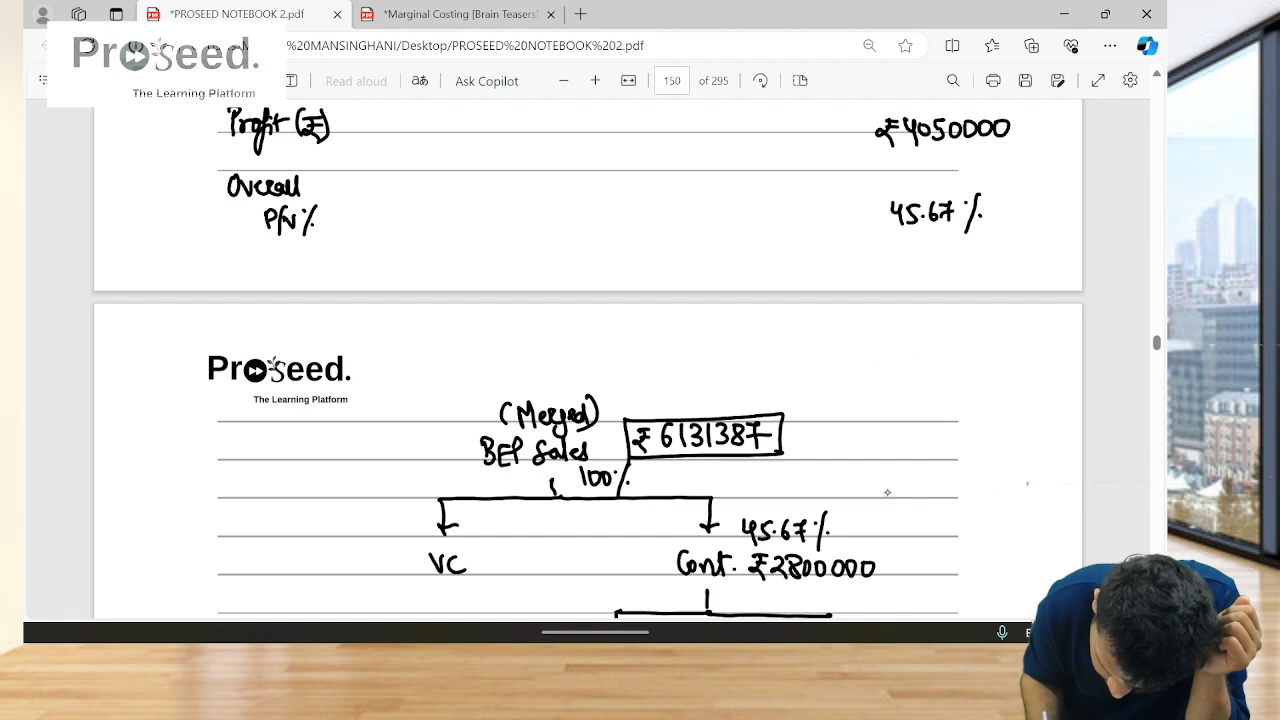 *PROSEED NOTEBOOK 2.pdf
*Marginal Costing [Brain Teasers]
Proseed.
The Learning Platform
%20MANSINGHANI/Desktop/PROSEED%20NOTEBOOK%202.pdf
Read aloud
Ask Copilot
150 of 295
Profit (₹) ₹4050000
Overall
P/V % 45.67 %
Proseed.
The Learning Platform
(Merged)
BEP Sales ₹ 6131387
100%
45.67%
VC Cont. ₹2800000